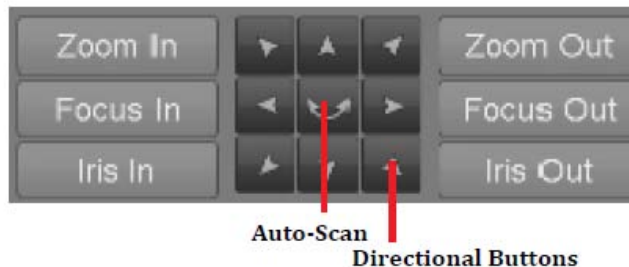 Zoom In
Zoom Out
Focus In
Focus Out
Iris In
Iris Out
Auto-Scan
Directional Buttons